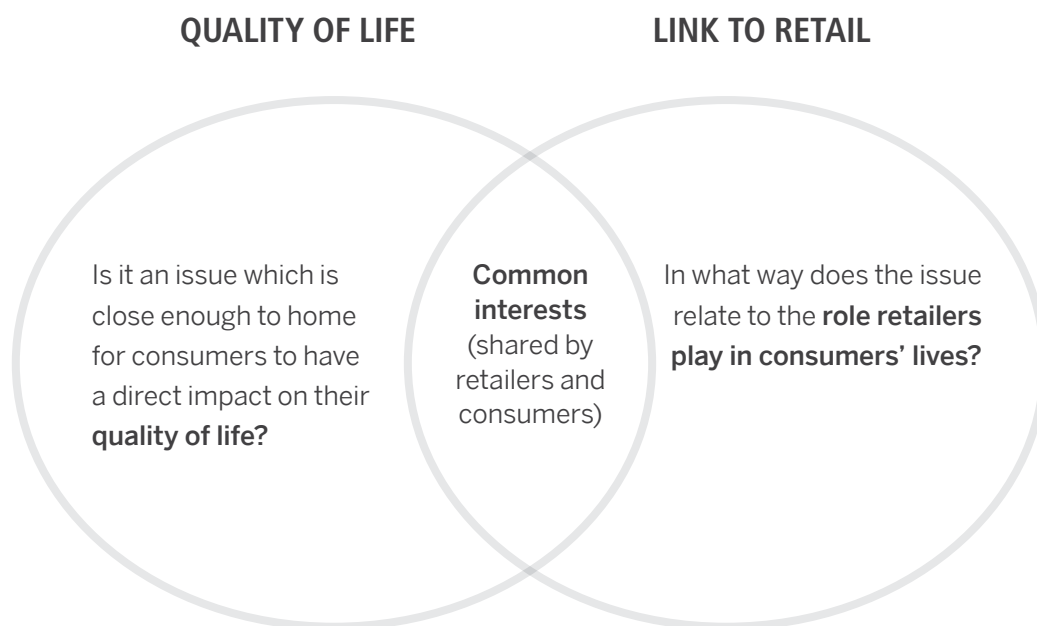 QUALITY OF LIFE
LINK TO RETAIL
Is it an issue which is
close enough to home
for consumers to have
a direct impact on their
quality of life?
Common
interests
(shared by
retailers and
consumers)
In what way does the issue
relate to the role retailers
play in consumers’ lives?